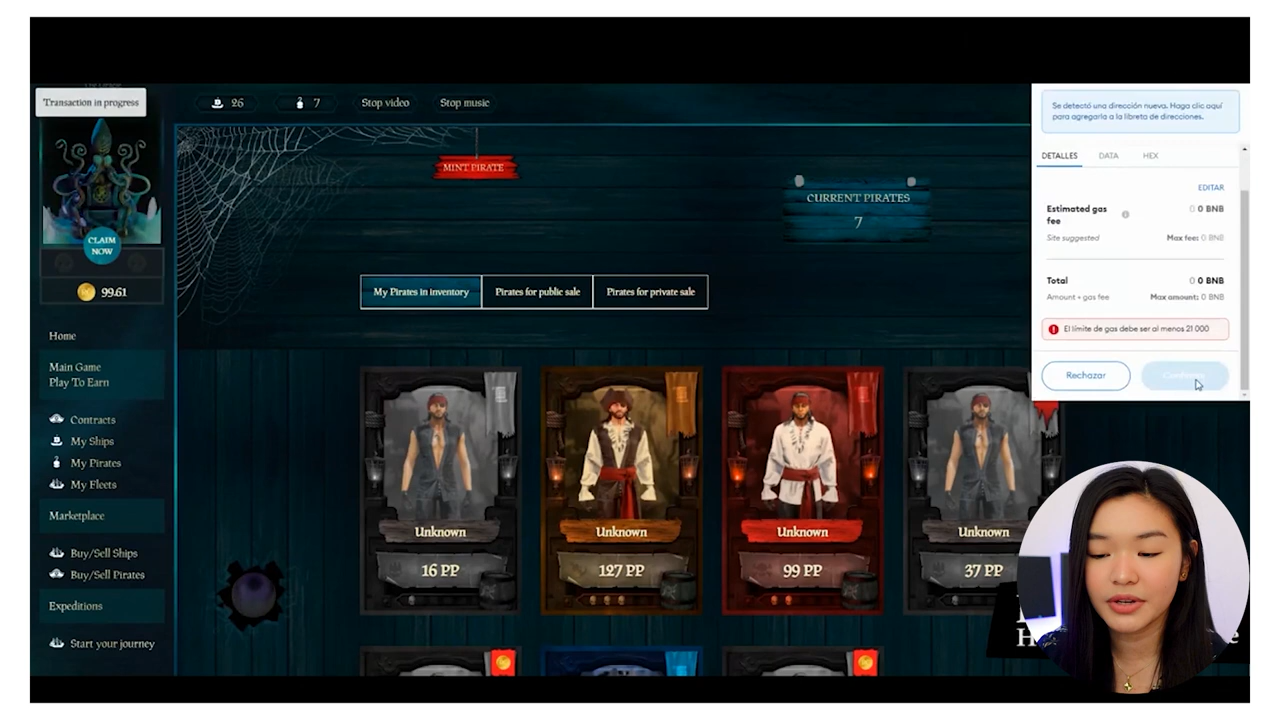 Transaction in progress
26
7
Stop video
Stop music
MINT PIRATE
CURRENT PIRATES
7
CLAIM
NOW
99.61
My Pirates in inventory
Pirates for public sale
Pirates for private sale
Home
Main Game
Play To Earn
Contracts
My Ships
My Pirates
My Fleets
Marketplace
Buy/Sell Ships
Buy/Sell Pirates
Expeditions
Start your journey
Unknown
16 PP
Unknown
127 PP
Unknown
99 PP
Unknown
37 PP
Se detectó una dirección nueva. Haga clic aquí
para agregarla a la libreta de direcciones.
DETALLES
DATA
HEX
EDITAR
Estimated gas
fee
0 0 BNB
Site suggested
Max fee: 0 BNB
Total
0 0 BNB
Amount + gas fee
Max amount: 0 BNB
El límite de gas debe ser al menos 21 000
Rechazar